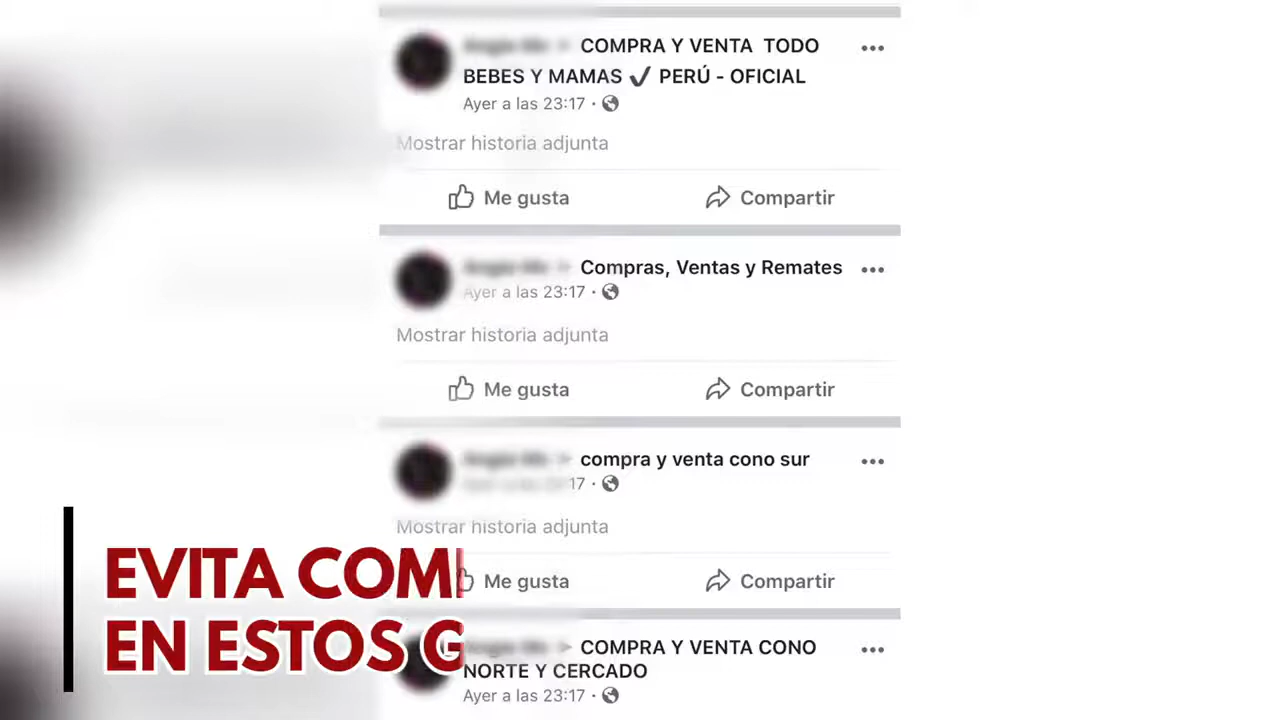 COMPRA Y VENTA TODO
BEBES Y MAMAS ✔ PERÚ - OFICIAL
Ayer a las 23:17 ·
Mostrar historia adjunta
Me gusta
Compartir
Compras, Ventas y Remates
Ayer a las 23:17 ·
Mostrar historia adjunta
Me gusta
Compartir
compra y venta cono sur
17 ·
Mostrar historia adjunta
Me gusta
Compartir
COMPRA Y VENTA CONO
NORTE Y CERCADO
Ayer a las 23:17 ·
EVITA COM
EN ESTOS G